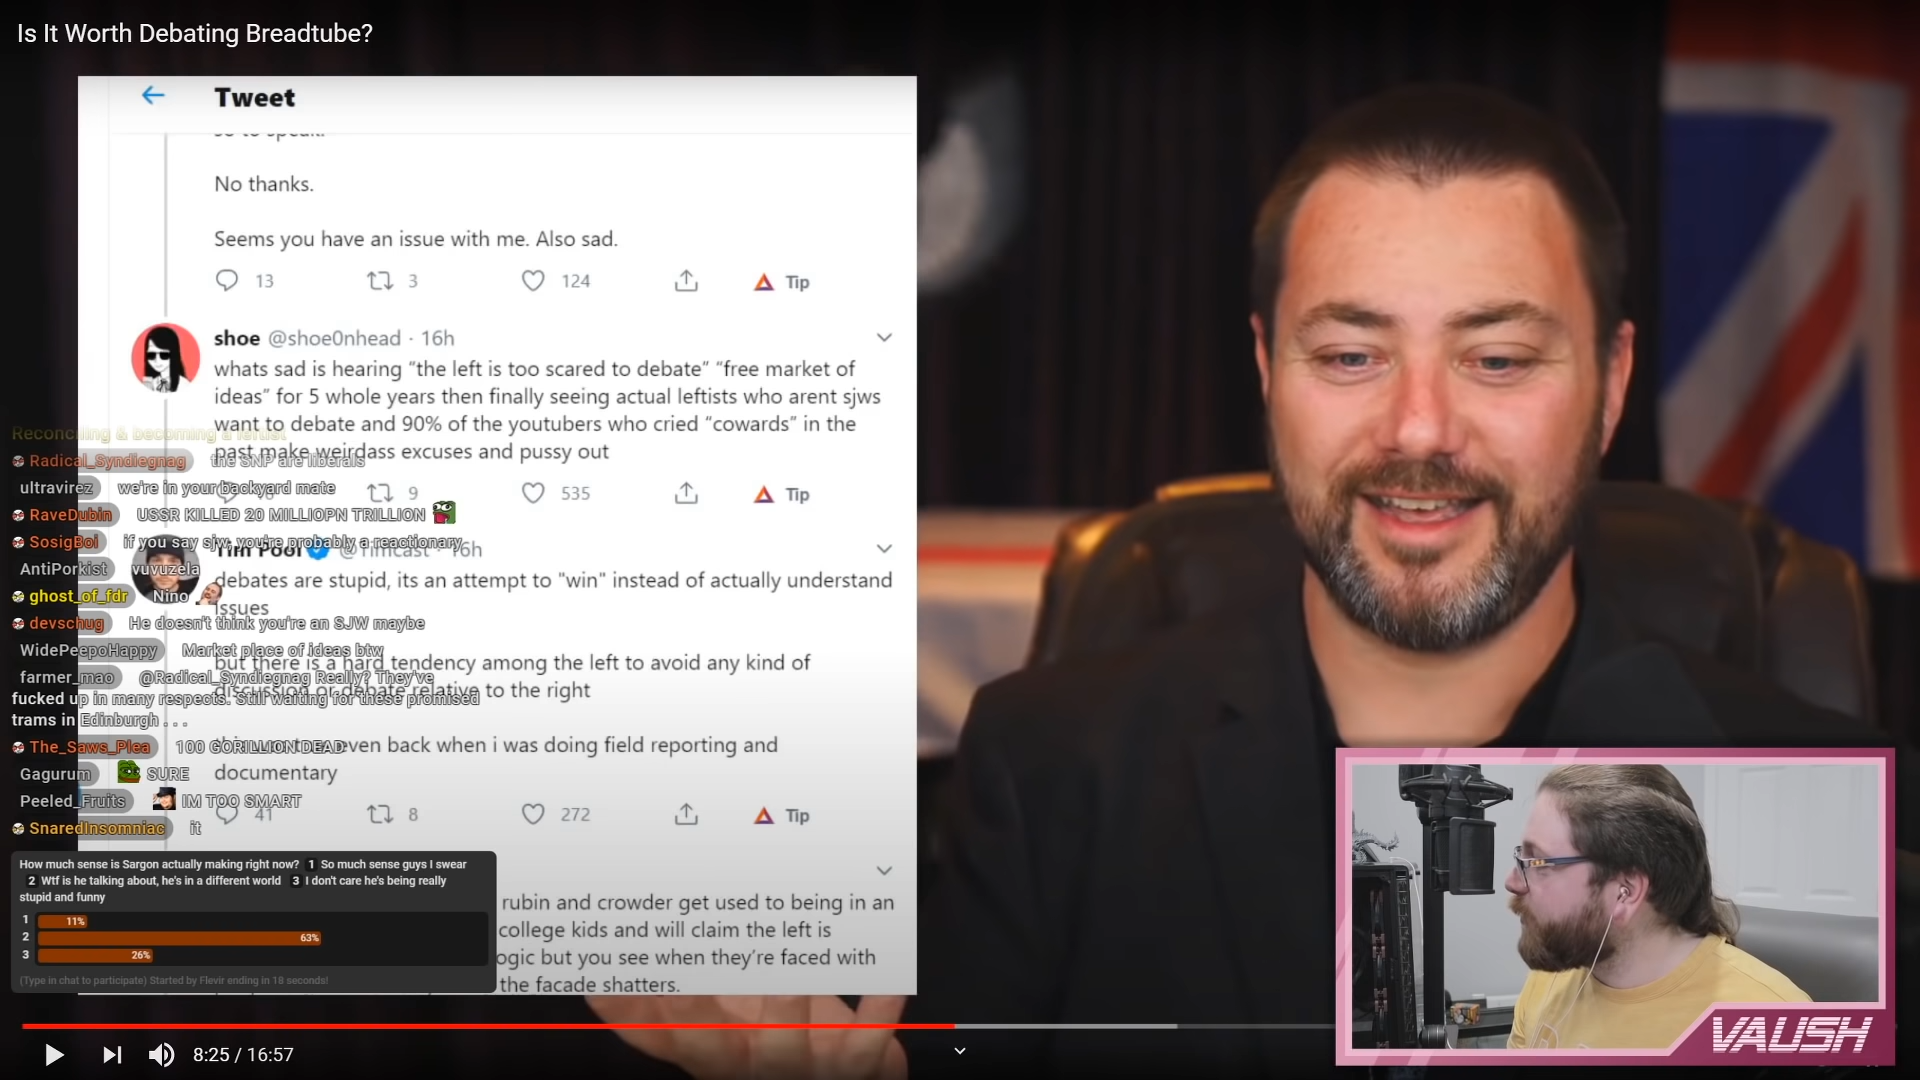 Is It Worth Debating Breadtube?
Tweet
so to speak.
No thanks.
Seems you have an issue with me. Also sad.
13 3 124 Tip
shoe @shoe0nhead · 16h
whats sad is hearing “the left is too scared to debate” “free market of
ideas” for 5 whole years then finally seeing actual leftists who arent sjws
want to debate and 90% of the youtubers who cried “cowards” in the
past make weirdass excuses and pussy out
9 535 Tip
Tim Pool @Timcast · 16h
debates are stupid, its an attempt to "win" instead of actually understand
issues
but there is a hard tendency among the left to avoid any kind of
discussion or debate relative to the right
even back when i was doing field reporting and
documentary
41 8 272 Tip
rubin and crowder get used to being in an
college kids and will claim the left is
ogic but you see when they’re faced with
the facade shatters.
Reconciling & becoming a leftist
Radical_Syndiegnag the SNP are liberals
ultravirez we're in your backyard mate
RaveDubin USSR KILLED 20 MILLIOPN TRILLION
SosigBoi if you say sjw, you're probably a reactionary
AntiPorkist vuvuzela
ghost_of_fdr Nino
devschug He doesn't think you're an SJW maybe
WidePeepoHappy Market place of ideas btw
farmer_mao @Radical_Syndiegnag Really? They've
fucked up in many respects. Still waiting for these promised
trams in Edinburgh . . .
The_Saws_Plea 100 GORILLION DEAD
Gagurum SURE
Peeled_Fruits IM TOO SMART
SnaredInsomniac it
How much sense is Sargon actually making right now? 1 So much sense guys I swear
2 Wtf is he talking about, he's in a different world 3 I don't care he's being really
stupid and funny
1 11%
2 63%
3 26%
(Type in chat to participate) Started by Flevir ending in 18 seconds!
8:25 / 16:57
VAUSH